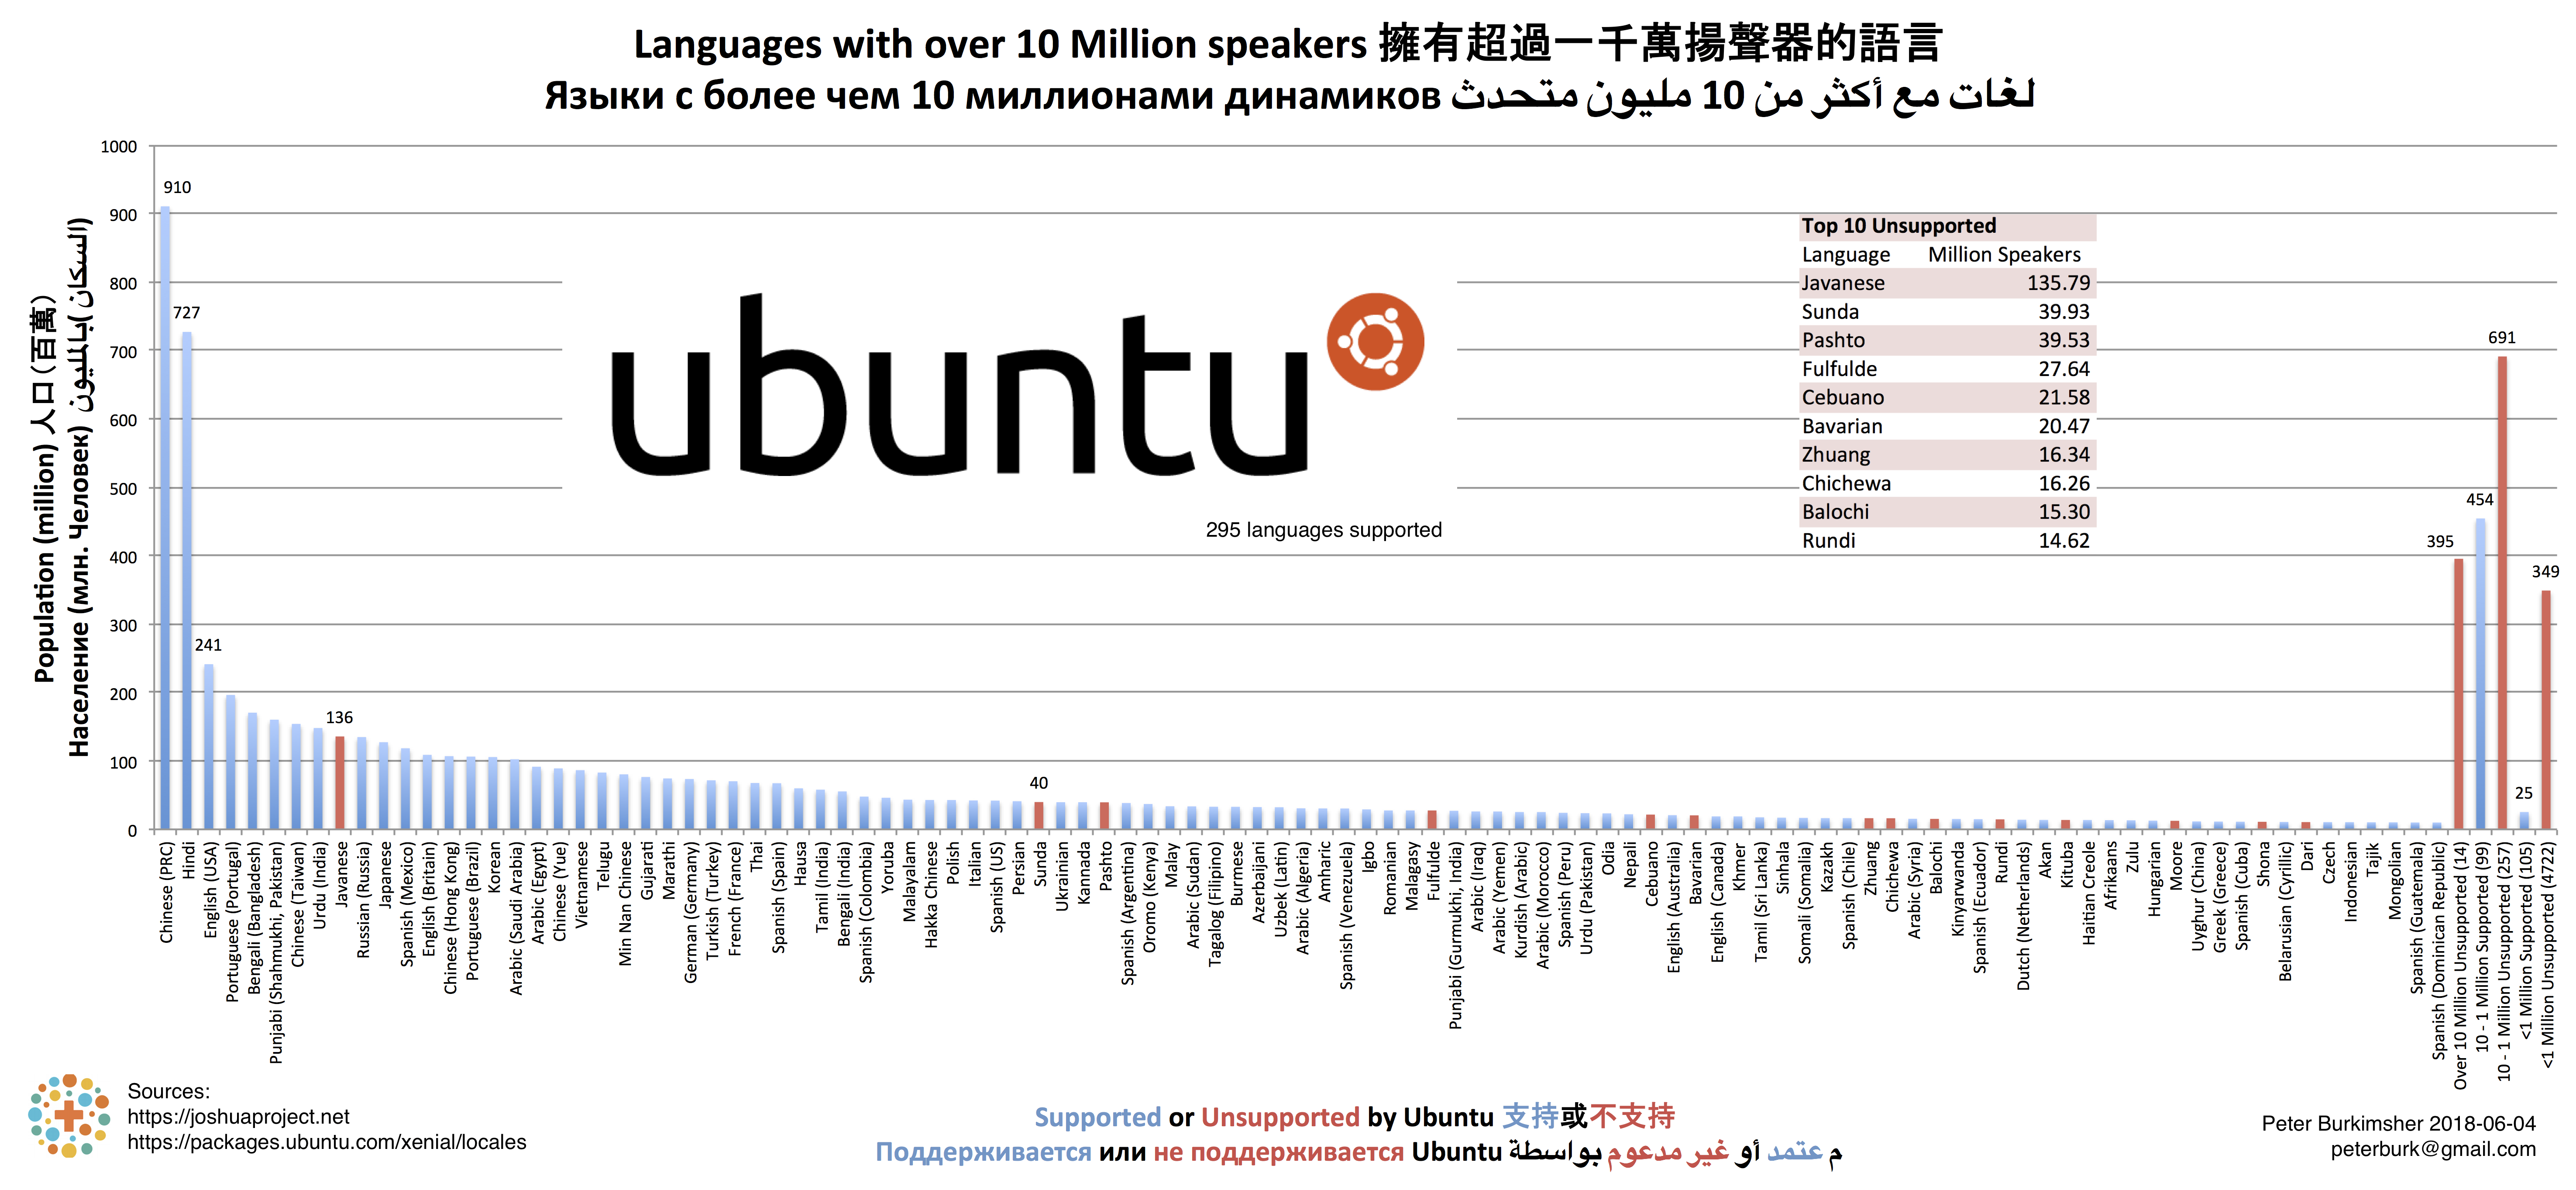 Languages with over 10 Million speakers 擁有超過一千萬揚聲器的語言
Языки с более чем 10 миллионами динамиков لغات مع أكثر من 10 مليون متحدث
Population (million) 人口（百萬）
Население (млн. Человек) السكان )بالمليون(
1000
900
800
700
600
500
400
300
200
100
0
910
727
241
136
40
395
454
691
25
349
ubuntu
295 languages supported
Top 10 Unsupported
Language Million Speakers
Javanese 135.79
Sunda 39.93
Pashto 39.53
Fulfulde 27.64
Cebuano 21.58
Bavarian 20.47
Zhuang 16.34
Chichewa 16.26
Balochi 15.30
Rundi 14.62
Chinese (PRC)
Hindi
English (USA)
Portuguese (Portugal)
Bengali (Bangladesh)
Punjabi (Shahmukhi, Pakistan)
Chinese (Taiwan)
Urdu (India)
Javanese
Russian (Russia)
Japanese
Spanish (Mexico)
English (Britain)
Chinese (Hong Kong)
Portuguese (Brazil)
Korean
Arabic (Saudi Arabia)
Arabic (Egypt)
Chinese (Yue)
Vietnamese
Telugu
Min Nan Chinese
Gujarati
Marathi
German (Germany)
Turkish (Turkey)
French (France)
Thai
Spanish (Spain)
Hausa
Tamil (India)
Bengali (India)
Spanish (Colombia)
Yoruba
Malayalam
Hakka Chinese
Polish
Italian
Spanish (US)
Persian
Sunda
Ukrainian
Kannada
Pashto
Spanish (Argentina)
Oromo (Kenya)
Malay
Arabic (Sudan)
Tagalog (Filipino)
Burmese
Azerbaijani
Uzbek (Latin)
Arabic (Algeria)
Amharic
Spanish (Venezuela)
Igbo
Romanian
Malagasy
Fulfulde
Punjabi (Gurmukhi, India)
Arabic (Iraq)
Arabic (Yemen)
Kurdish (Arabic)
Arabic (Morocco)
Spanish (Peru)
Urdu (Pakistan)
Odia
Nepali
Cebuano
English (Australia)
Bavarian
English (Canada)
Khmer
Tamil (Sri Lanka)
Sinhala
Somali (Somalia)
Kazakh
Spanish (Chile)
Zhuang
Chichewa
Arabic (Syria)
Balochi
Kinyarwanda
Spanish (Ecuador)
Rundi
Dutch (Netherlands)
Akan
Kituba
Haitian Creole
Afrikaans
Zulu
Hungarian
Moore
Uyghur (China)
Greek (Greece)
Spanish (Cuba)
Shona
Belarusian (Cyrillic)
Dari
Czech
Indonesian
Tajik
Mongolian
Spanish (Guatemala)
Spanish (Dominican Republic)
Over 10 Million Unsupported (14)
10 - 1 Million Supported (99)
10 - 1 Million Unsupported (257)
<1 Million Supported (105)
<1 Million Unsupported (4722)
Sources:
https://joshuaproject.net
https://packages.ubuntu.com/xenial/locales
Supported or Unsupported by Ubuntu 支持或不支持
Поддерживается или не поддерживается Ubuntu م عتمد أو غير مدعوم بواسطة
Peter Burkimsher 2018-06-04
peterburk@gmail.com